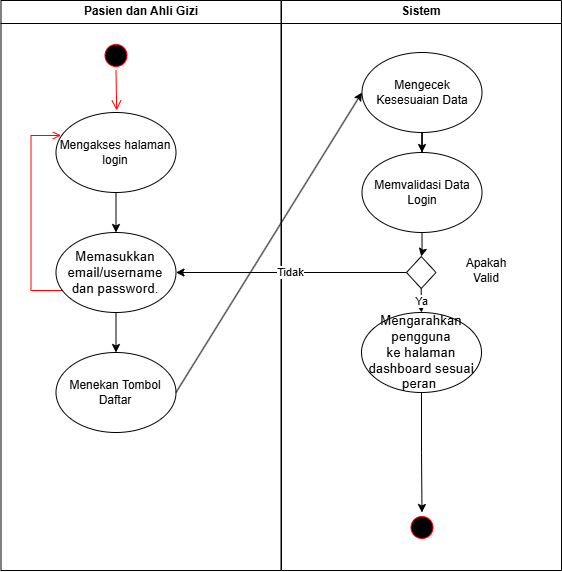 Pasien dan Ahli Gizi
Sistem
Mengakses halaman
login
Memasukkan
email/username
dan password.
Menekan Tombol
Daftar
Mengecek
Kesesuaian Data
Memvalidasi Data
Login
Apakah
Valid
Tidak
Ya
Mengarahkan
pengguna
ke halaman
dashboard sesuai
peran